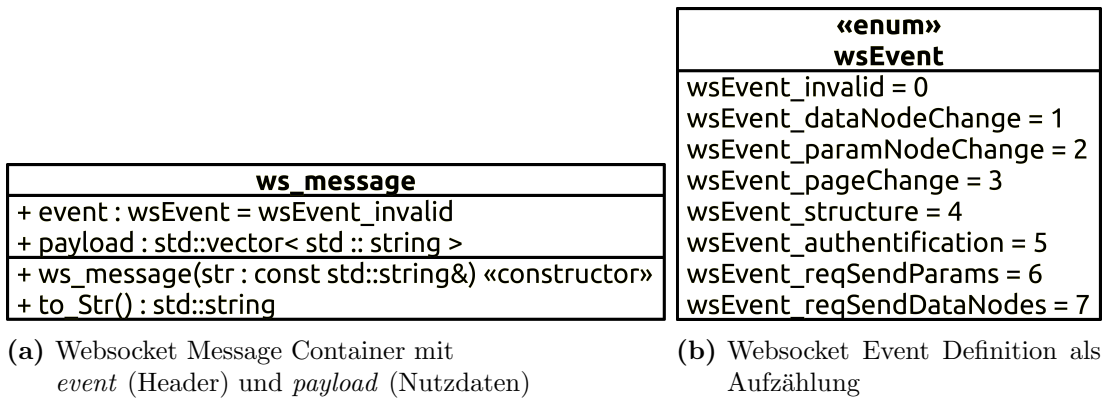 ws_message
+ event : wsEvent = wsEvent_invalid
+ payload : std::vector< std :: string >
+ ws_message(str : const std::string&) «constructor»
+ to_Str() : std::string
(a) Websocket Message Container mit
event (Header) und payload (Nutzdaten)
«enum»
wsEvent
wsEvent_invalid = 0
wsEvent_dataNodeChange = 1
wsEvent_paramNodeChange = 2
wsEvent_pageChange = 3
wsEvent_structure = 4
wsEvent_authentification = 5
wsEvent_reqSendParams = 6
wsEvent_reqSendDataNodes = 7
(b) Websocket Event Definition als
Aufzählung